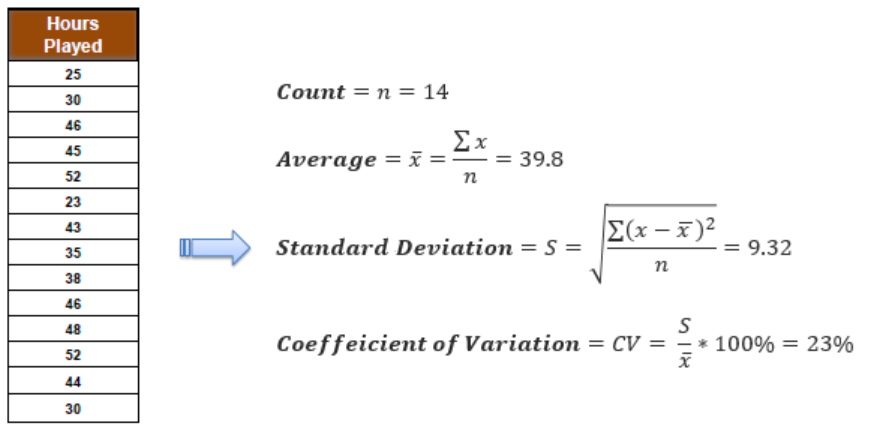 Hours
Played
25
30
46
45
52
23
43
35
38
46
48
52
44
30
Count = n = 14
Average = x̄ = ∑x / n = 39.8
Standard Deviation = S = √(∑(x − x̄)² / n) = 9.32
Coeffeicient of Variation = CV = S / x̄ * 100% = 23%